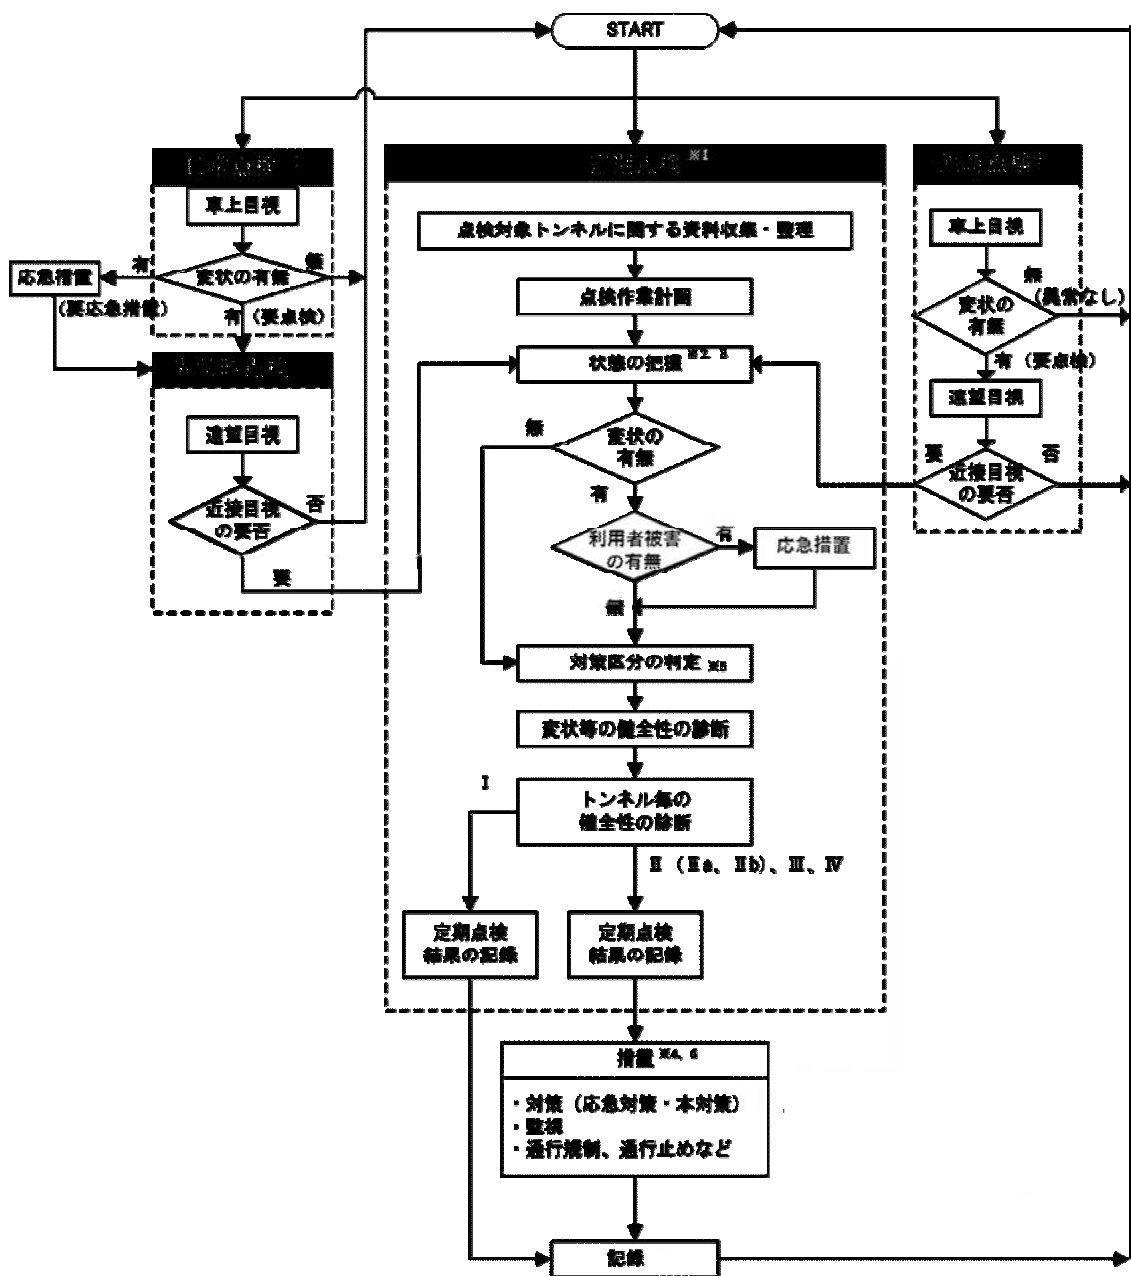 START
※1
車上目視
変状の有無
無
有
応急措置
(要応急措置)
有(要点検)
遠望目視
近接目視
の要否
否
要
点検対象トンネルに関する資料収集・整理
点検作業計画
状態の把握※2、3
変状の
有無
無
有
利用者被害
の有無
有
応急措置
無
対策区分の判定 ※5
変状等の健全性の診断
トンネル毎の
健全性の診断
Ⅰ
Ⅱ(Ⅱa、Ⅱb)、Ⅲ、Ⅳ
定期点検
結果の記録
定期点検
結果の記録
措置
・対策(応急対策・本対策)
・監視
・通行規制、通行止めなど
記録
車上目視
変状の
有無
無
(異常なし)
有(要点検)
遠望目視
近接目視
の要否
要
否